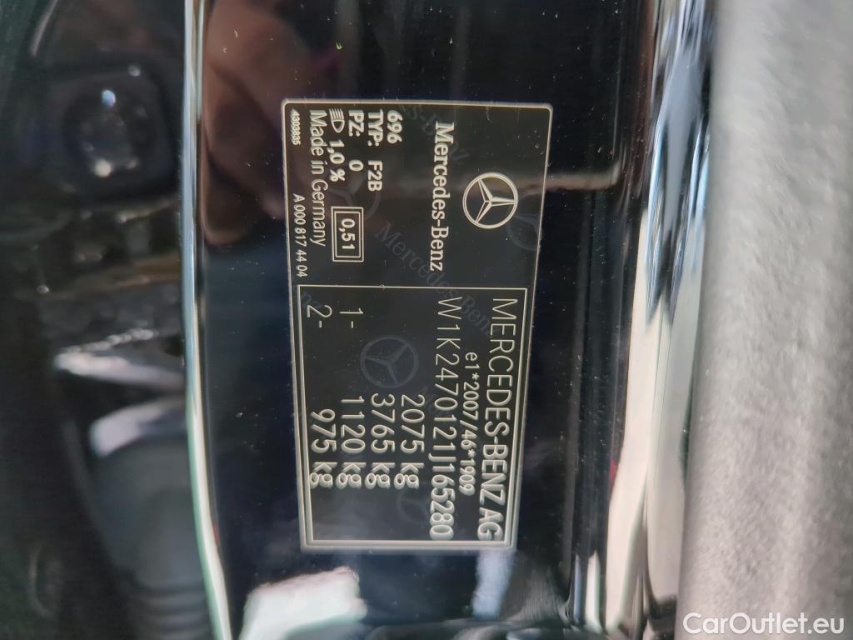 Mercedes-Benz
696
TYP: F2B
PZ: 0
1,0 %
0,51
Made in Germany
4303835
A 000 817 44 04
MERCEDES-BENZ AG
e1*2007/46*1909
W1K2470121J165280
2075 kg
3765 kg
1- 1120 kg
2- 975 kg
CarOutlet.eu